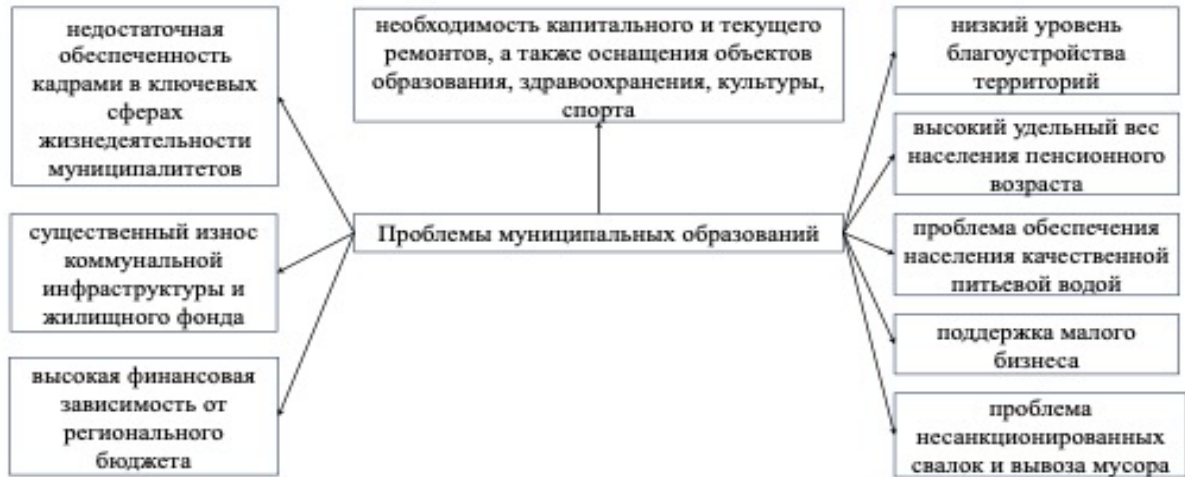 недостаточная
обеспеченность
кадрами в ключевых
сферах
жизнедеятельности
муниципалитетов
существенный износ
коммунальной
инфраструктуры и
жилищного фонда
высокая финансовая
зависимость от
регионального
бюджета
необходимость капитального и текущего
ремонтов, а также оснащения объектов
образования, здравоохранения, культуры,
спорта
Проблемы муниципальных образований
низкий уровень
благоустройства
территорий
высокий удельный вес
населения пенсионного
возраста
проблема обеспечения
населения качественной
питьевой водой
поддержка малого
бизнеса
проблема
несанкционированных
свалок и вывоза мусора